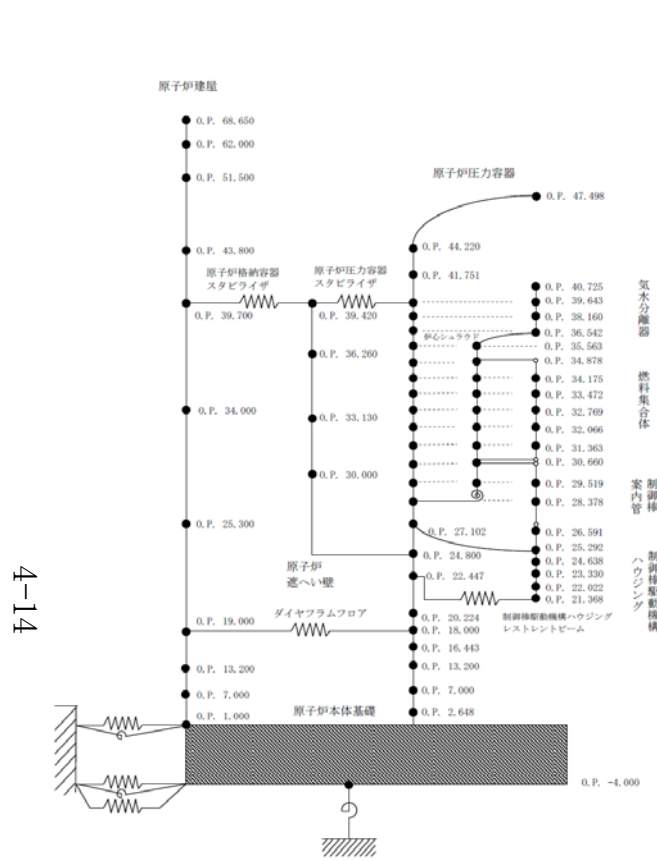 原子炉建屋
O.P. 68.650
O.P. 62.000
O.P. 51.500
O.P. 43.800
O.P. 39.700
O.P. 34.000
O.P. 25.300
O.P. 19.000
O.P. 13.200
O.P. 7.000
O.P. 1.000
原子炉格納容器
スタビライザ
原子炉圧力容器
スタビライザ
O.P. 39.420
O.P. 36.260
O.P. 33.130
O.P. 30.000
原子炉
遮へい壁
ダイヤフラムフロア
原子炉圧力容器
O.P. 47.498
O.P. 44.220
O.P. 41.751
炉心シュラウド
O.P. 27.102
O.P. 24.800
O.P. 22.447
O.P. 20.224
O.P. 18.000
O.P. 16.443
O.P. 13.200
O.P. 7.000
O.P. 2.648
O.P. 40.725
O.P. 39.643
O.P. 38.160
O.P. 36.542
O.P. 35.563
O.P. 34.878
O.P. 34.175
O.P. 33.472
O.P. 32.769
O.P. 32.066
O.P. 31.363
O.P. 30.660
O.P. 29.519
O.P. 28.378
O.P. 26.591
O.P. 25.292
O.P. 24.638
O.P. 23.330
O.P. 22.022
O.P. 21.368
気水分離器
燃料集合体
制御棒
案内管
制御棒駆動機構
ハウジング
制御棒駆動機構ハウジング
レストレントビーム
原子炉本体基礎
O.P. -4.000
4-14